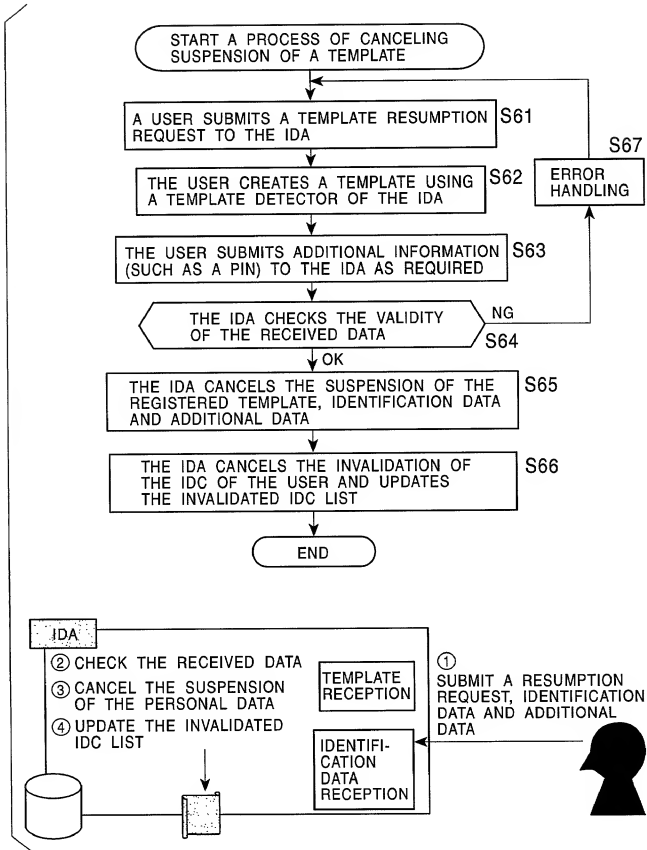 START A PROCESS OF CANCELING
SUSPENSION OF A TEMPLATE
A USER SUBMITS A TEMPLATE RESUMPTION
REQUEST TO THE IDA
S61
S67
ERROR
HANDLING
THE USER CREATES A TEMPLATE USING
A TEMPLATE DETECTOR OF THE IDA
S62
THE USER SUBMITS ADDITIONAL INFORMATION
(SUCH AS A PIN) TO THE IDA AS REQUIRED
S63
THE IDA CHECKS THE VALIDITY
OF THE RECEIVED DATA
NG
S64
OK
THE IDA CANCELS THE SUSPENSION OF THE
REGISTERED TEMPLATE, IDENTIFICATION DATA
AND ADDITIONAL DATA
S65
THE IDA CANCELS THE INVALIDATION OF
THE IDC OF THE USER AND UPDATES
THE INVALIDATED IDC LIST
S66
END
IDA
② CHECK THE RECEIVED DATA
③ CANCEL THE SUSPENSION
OF THE PERSONAL DATA
④ UPDATE THE INVALIDATED
IDC LIST
TEMPLATE
RECEPTION
IDENTIFI-
CATION
DATA
RECEPTION
①
SUBMIT A RESUMPTION
REQUEST, IDENTIFICATION
DATA AND ADDITIONAL
DATA